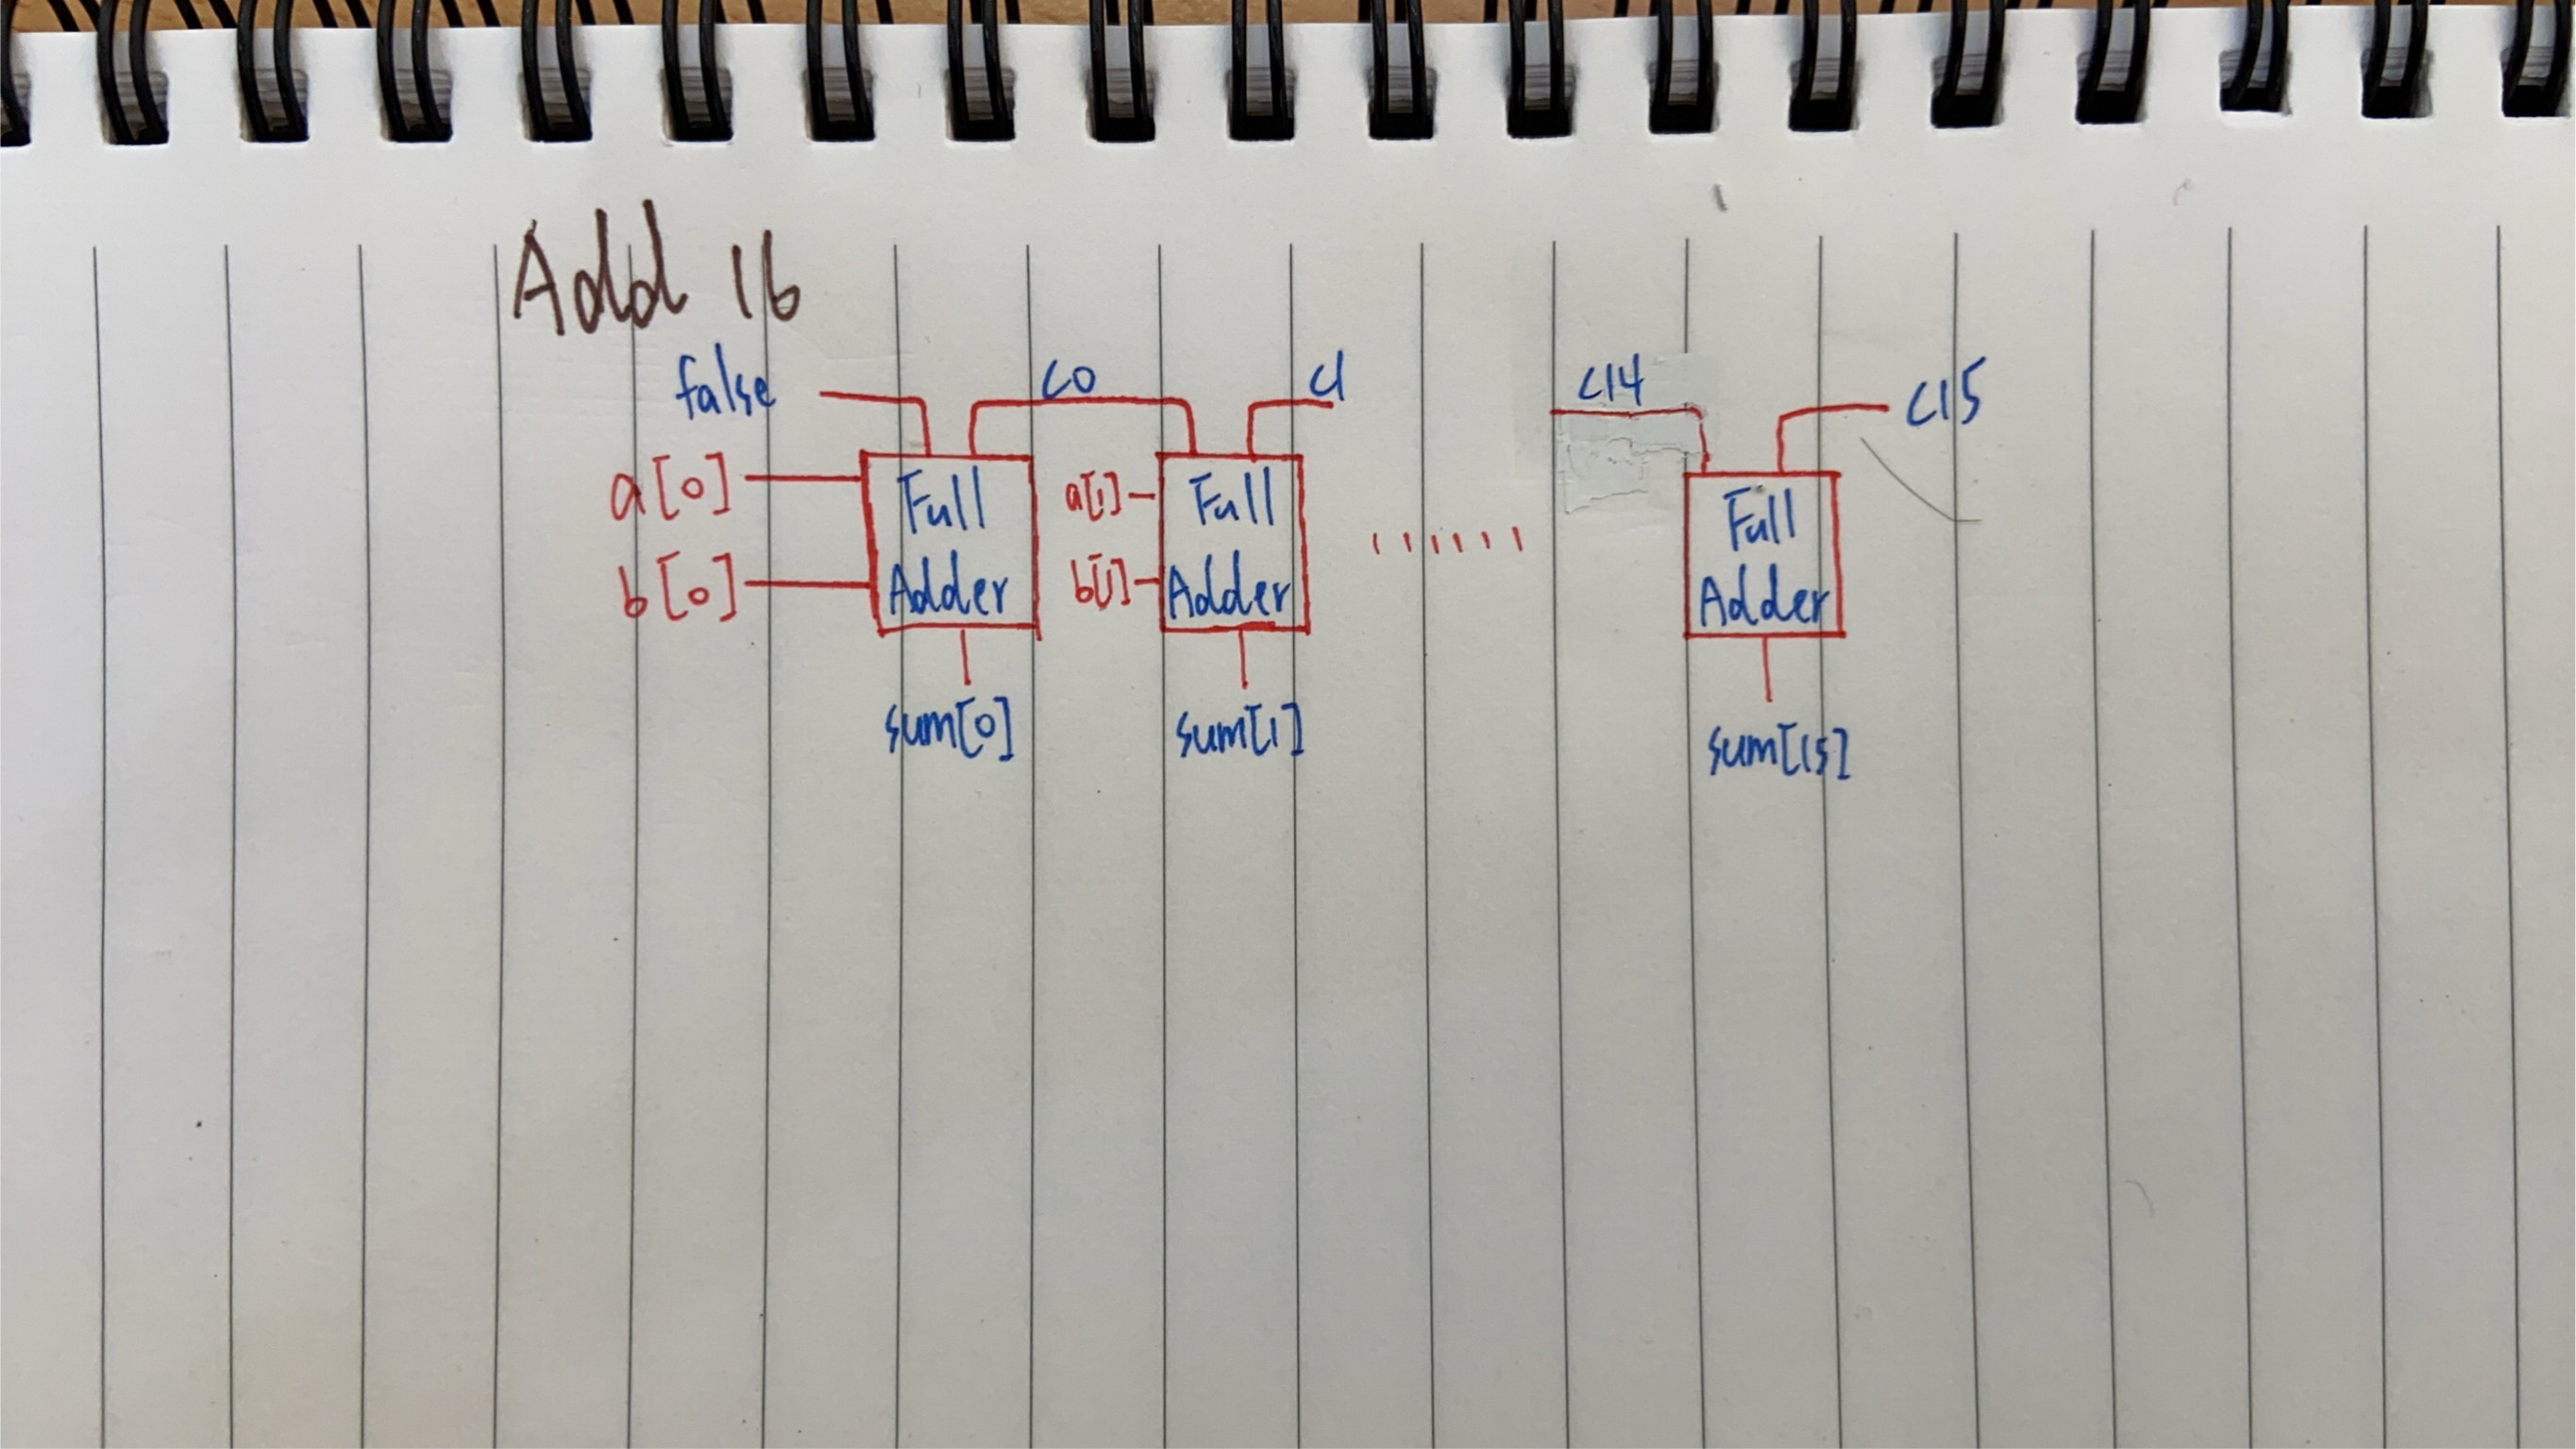 Add 16
false c0 c1 c14 c15
a[0] Full a[1] Full Full
b[0] Adder b[1] Adder Adder
...... 
sum[0] sum[1] sum[15]